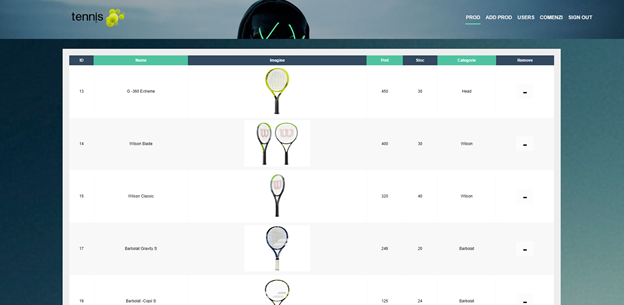 tennis
PROD ADD PROD USERS COMENZI SIGN OUT
ID Name Imagine Pret Stoc Categorie Remove
13 G -360 Extreme 450 30 Head -
14 Wilson Blade 400 30 Wilson -
15 Wilson Classic 320 40 Wilson -
17 Barbolat Gravity S 249 20 Barbolat -
18 Barbolat -Cupi S 125 24 Barbolat -